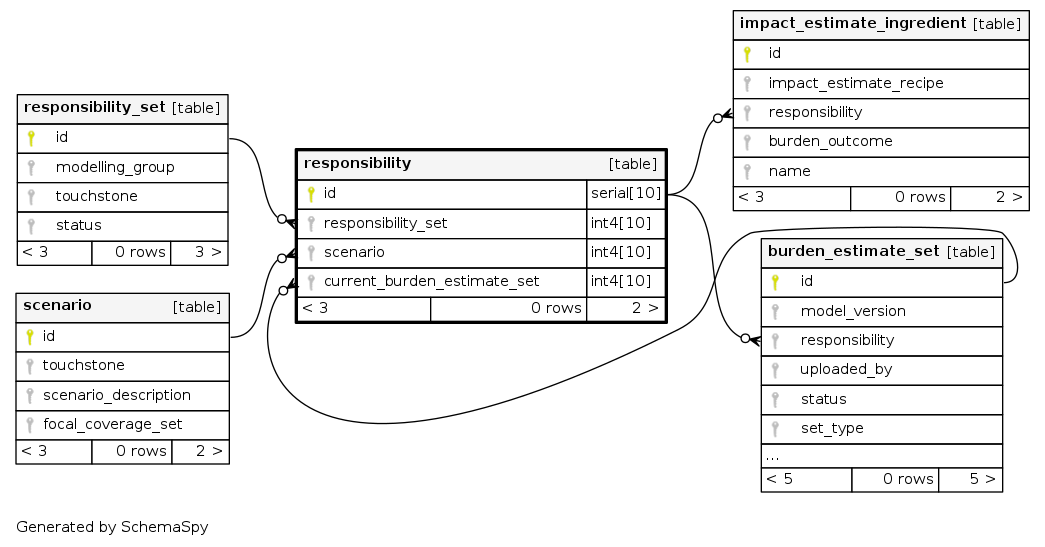 responsibility_set [table]
id
modelling_group
touchstone
status
< 3 0 rows 3 >
scenario [table]
id
touchstone
scenario_description
focal_coverage_set
< 3 0 rows 2 >
responsibility [table]
id serial[10]
responsibility_set int4[10]
scenario int4[10]
current_burden_estimate_set int4[10]
< 3 0 rows 2 >
impact_estimate_ingredient [table]
id
impact_estimate_recipe
responsibility
burden_outcome
name
< 3 0 rows 2 >
burden_estimate_set [table]
id
model_version
responsibility
uploaded_by
status
set_type
...
< 5 0 rows 5 >
Generated by SchemaSpy